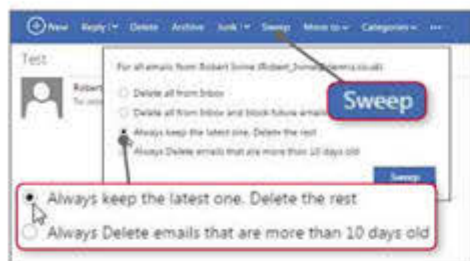 New Reply Delete Archive Junk Sweep Move to Categories ...
Test
For all emails from Robert
Delete all from Inbox
Delete all from Inbox and block future emails
Always keep the latest one. Delete the rest
Always Delete emails that are more than 10 days old
Robert
Sweep
Sweep
Always keep the latest one. Delete the rest
Always Delete emails that are more than 10 days old